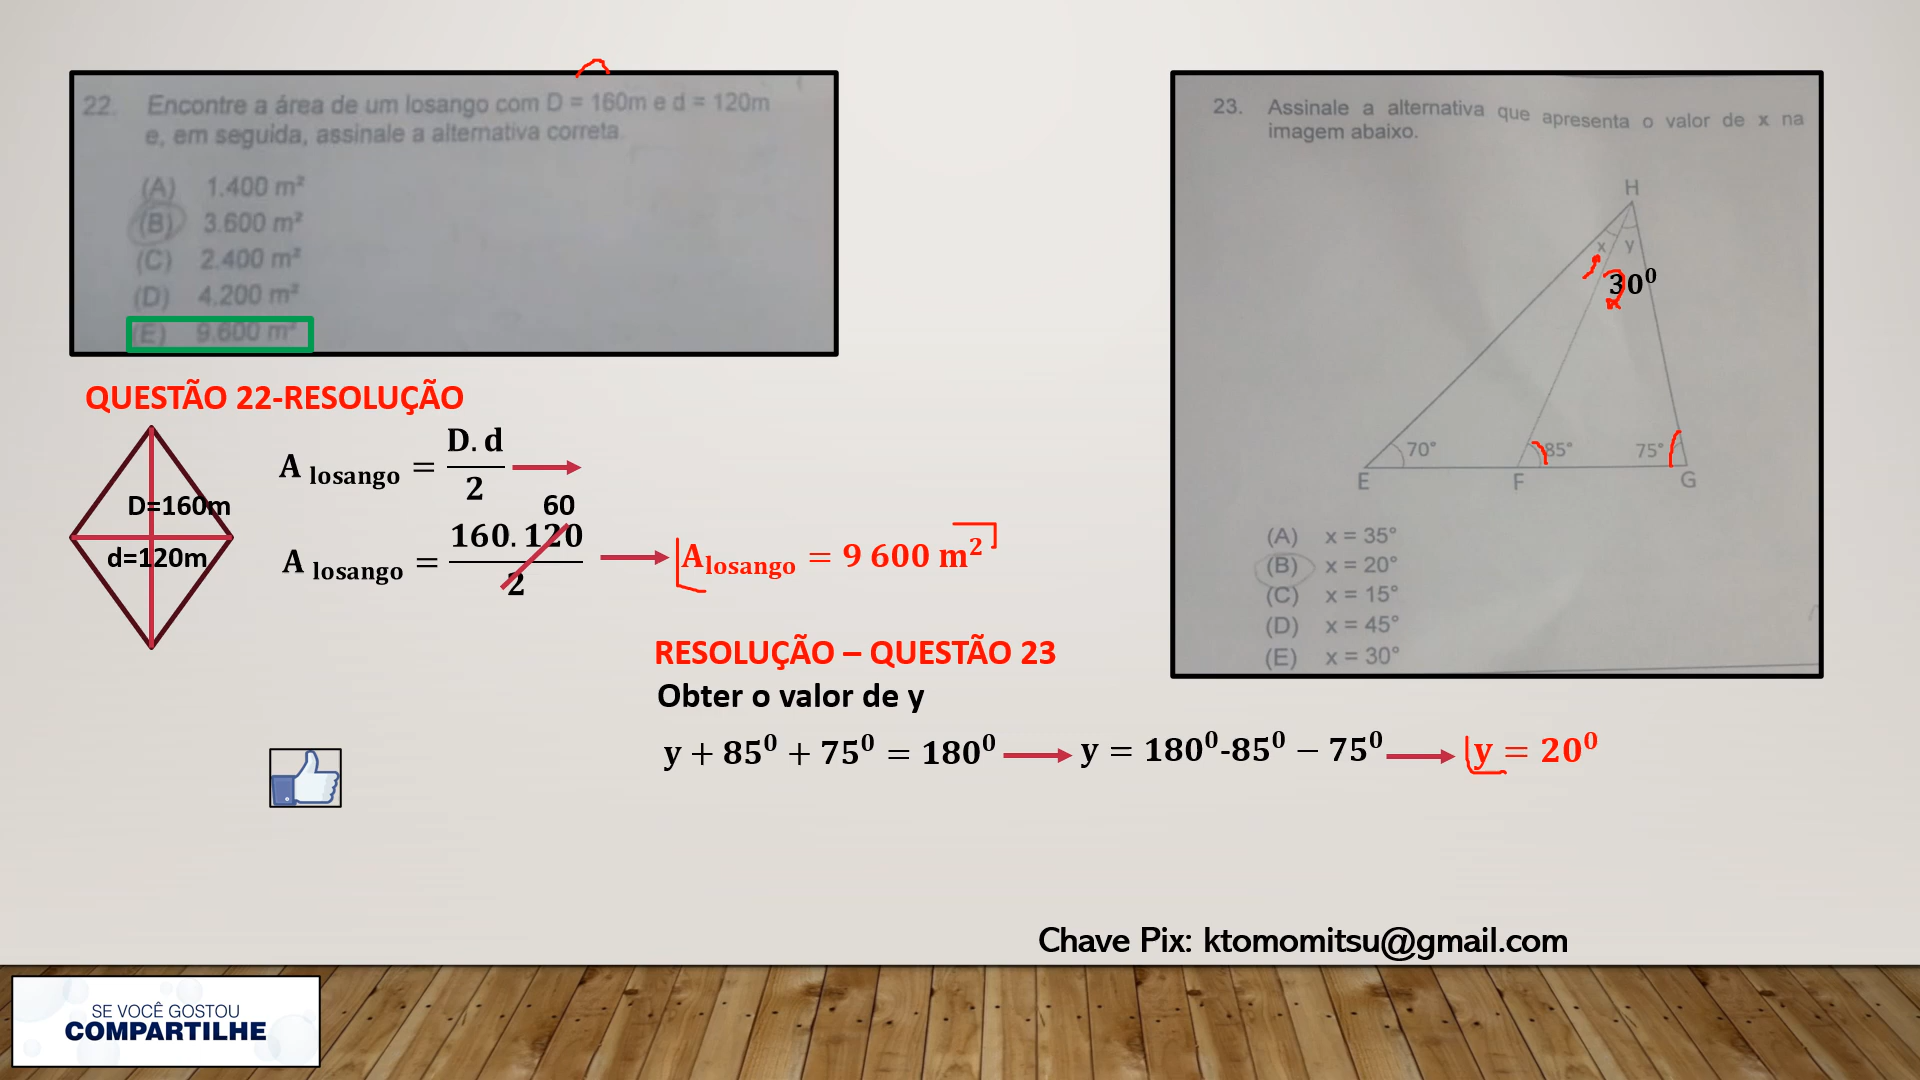 22. Encontre a área de um losango com D = 160m e d = 120m
e, em seguida, assinale a alternativa correta.
(A) 1.400 m²
(B) 3.600 m²
(C) 2.400 m²
(D) 4.200 m²
(E) 9.600 m²
QUESTÃO 22-RESOLUÇÃO
D=160m
d=120m
A losango = D. d / 2
60
A losango = 160. 120 / 2
A losango = 9 600 m²
23. Assinale a alternativa que apresenta o valor de x na
imagem abaixo.
H
x y
30⁰
70° 85° 75°
E F G
(A) x = 35°
(B) x = 20°
(C) x = 15°
(D) x = 45°
(E) x = 30°
RESOLUÇÃO – QUESTÃO 23
Obter o valor de y
y + 85⁰ + 75⁰ = 180⁰ y = 180⁰-85⁰ − 75⁰ y = 20⁰
Chave Pix: ktomomitsu@gmail.com
SE VOCÊ GOSTOU
COMPARTILHE